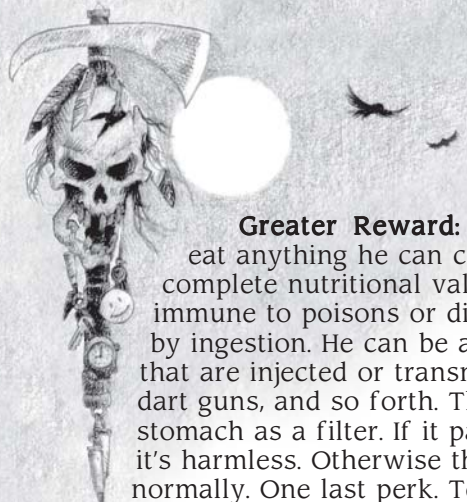 Greater Reward:
eat anything he can c
complete nutritional val
immune to poisons or di
by ingestion. He can be a
that are injected or transm
dart guns, and so forth. Th
stomach as a filter. If it pa
it's harmless. Otherwise th
normally. One last perk. To